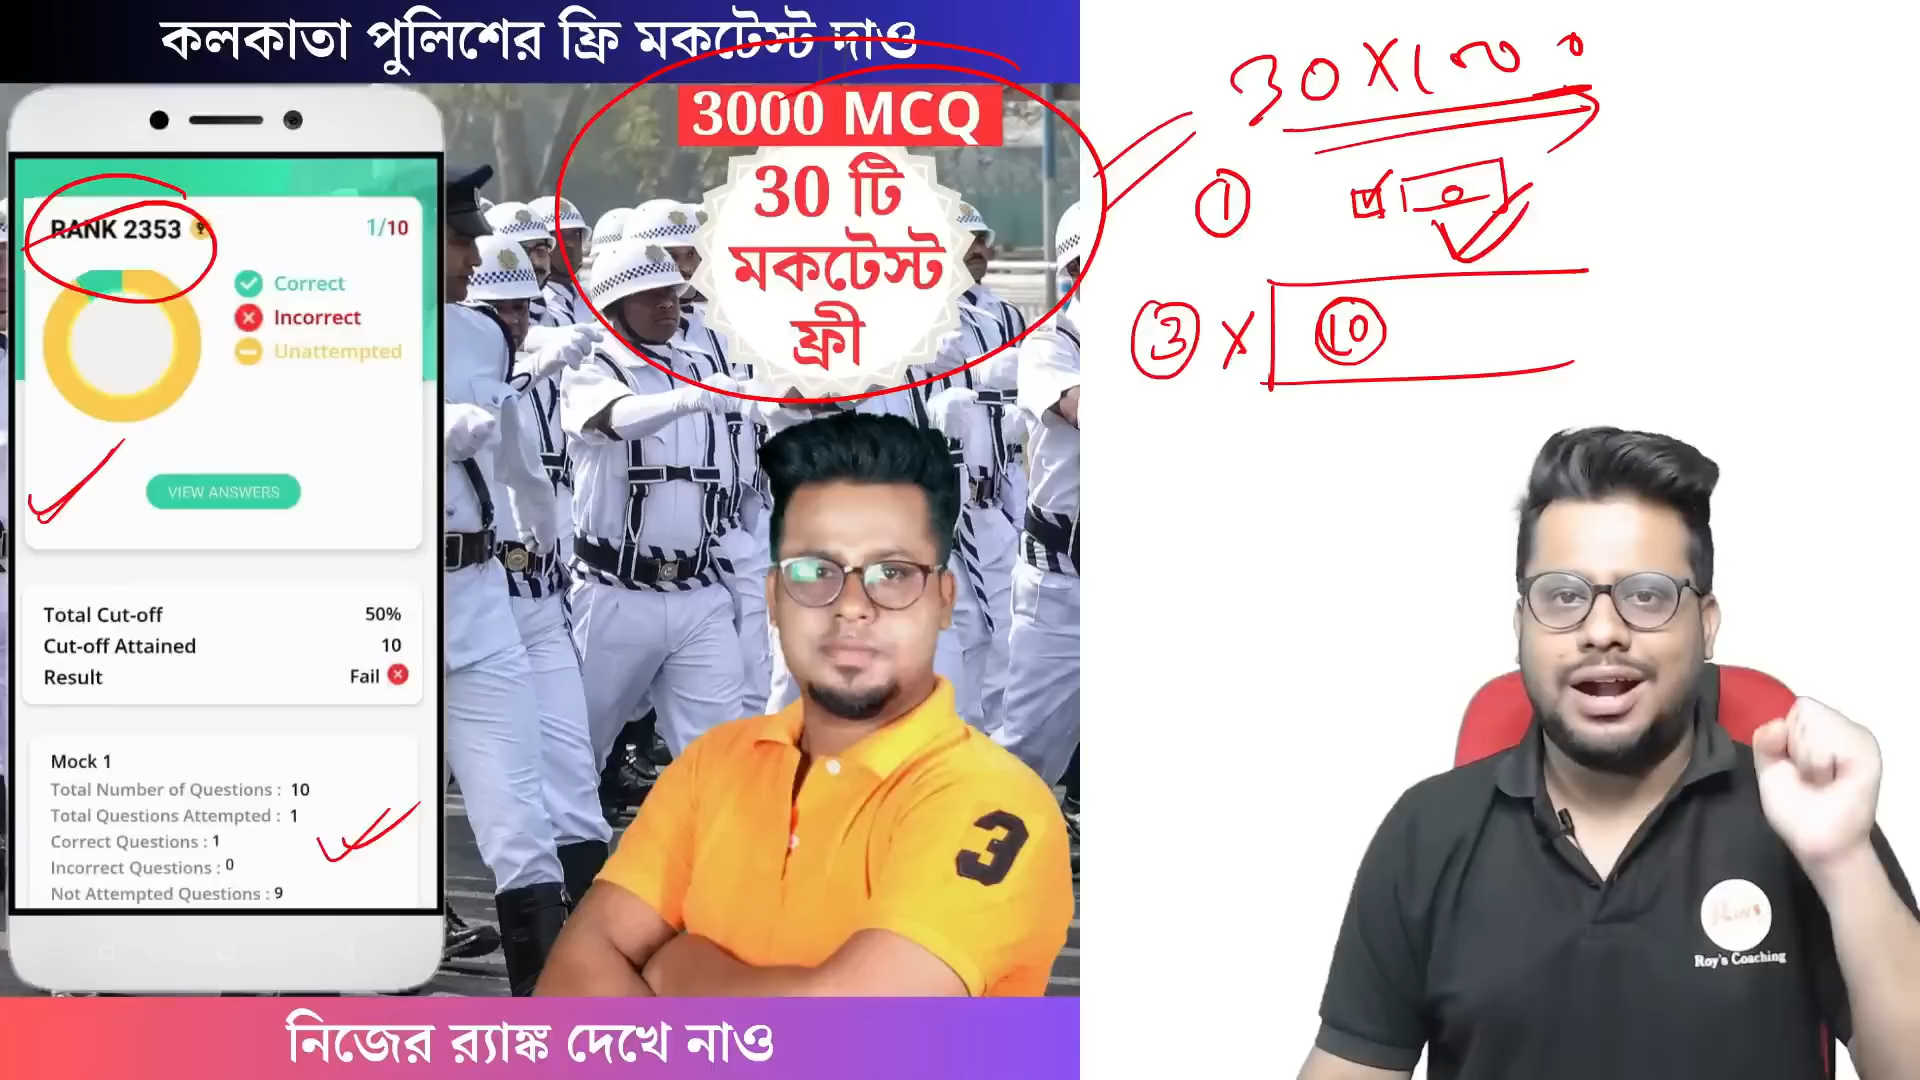 কলকাতা পুলিশের ফ্রি মকটেস্ট দাও
3000 MCQ
30 টি
মকটেস্ট
ফ্রী
RANK 2353
1/10
Correct
Incorrect
Unattempted
VIEW ANSWERS
Total Cut-off 50%
Cut-off Attained 10
Result Fail
Mock 1
Total Number of Questions : 10
Total Questions Attempted : 1
Correct Questions : 1
Incorrect Questions : 0
Not Attempted Questions : 9
3
নিজের র‍্যাঙ্ক দেখে নাও
30 X 100
1
3 X 10
Roy's Coaching